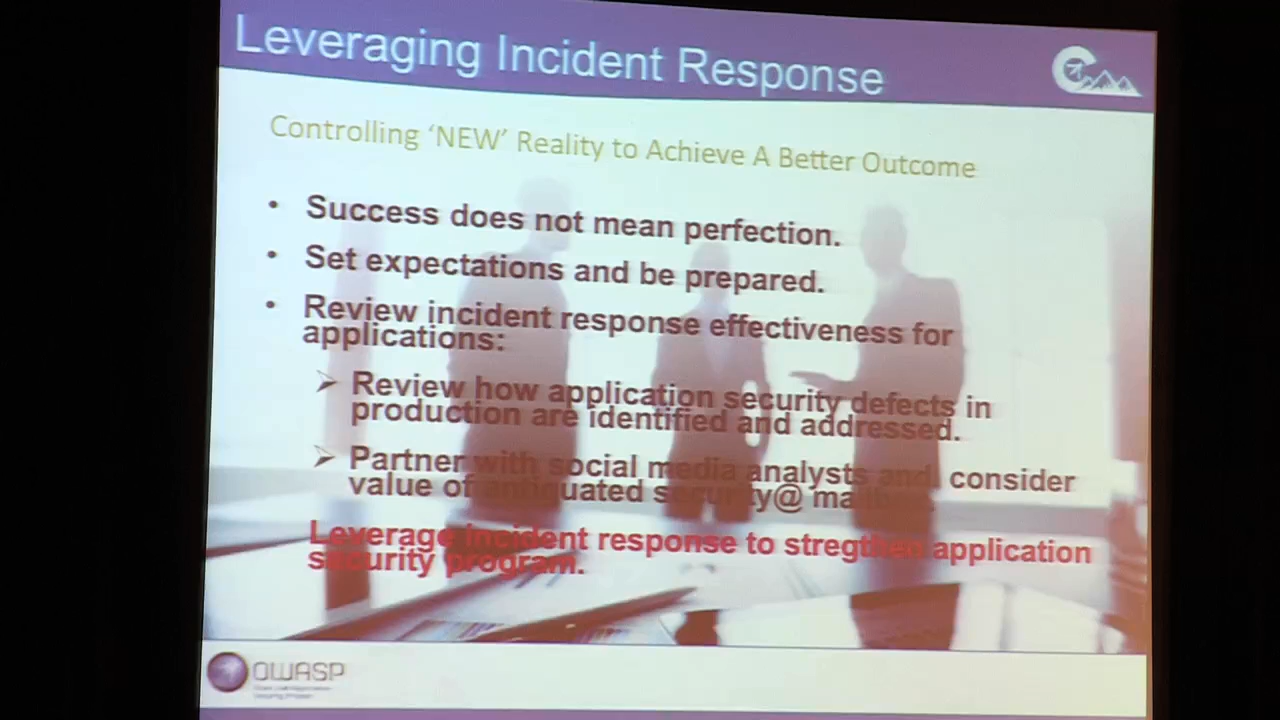 Leveraging Incident Response
Controlling ‘NEW’ Reality to Achieve A Better Outcome
• Success does not mean perfection.
• Set expectations and be prepared.
• Review incident response effectiveness for
applications:
➢ Review how application security defects in
production are identified and addressed.
➢ Partner with social media analysts and consider
value of antiquated security@
Leverage incident response to stregthen application
security program.
OWASP